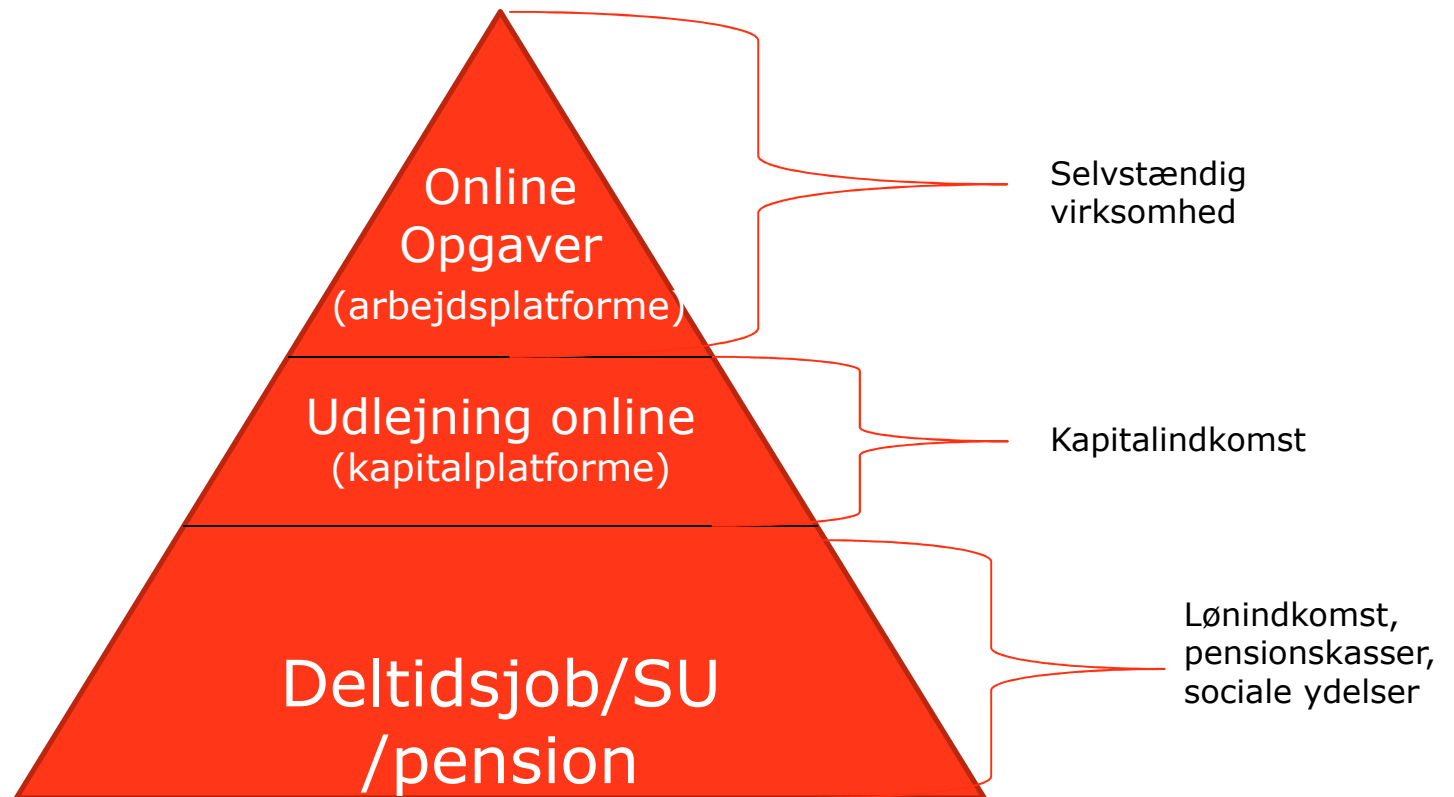 Online
Opgaver
(arbejdsplatforme)
Selvstændig
virksomhed
Udlejning online
(kapitalplatforme)
Kapitalindkomst
Deltidsjob/SU
/pension
Lønindkomst,
pensionskasser,
sociale ydelser